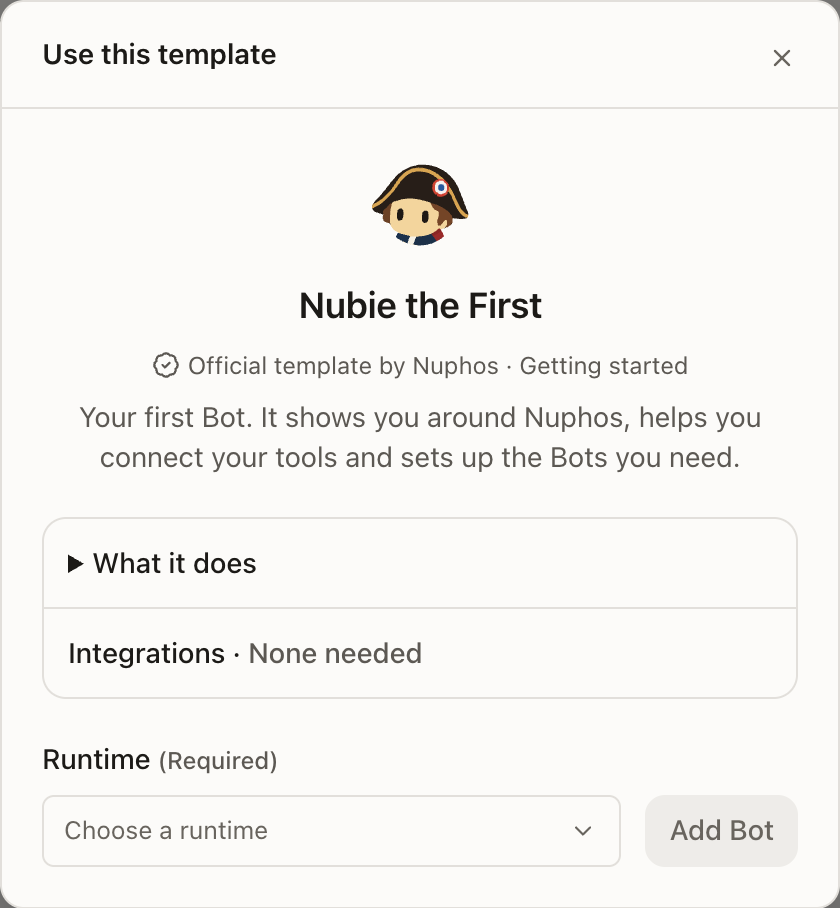 Use this template
Nubie the First
Official template by Nuphos · Getting started
Your first Bot. It shows you around Nuphos, helps you
connect your tools and sets up the Bots you need.
What it does
Integrations · None needed
Runtime (Required)
Choose a runtime
Add Bot